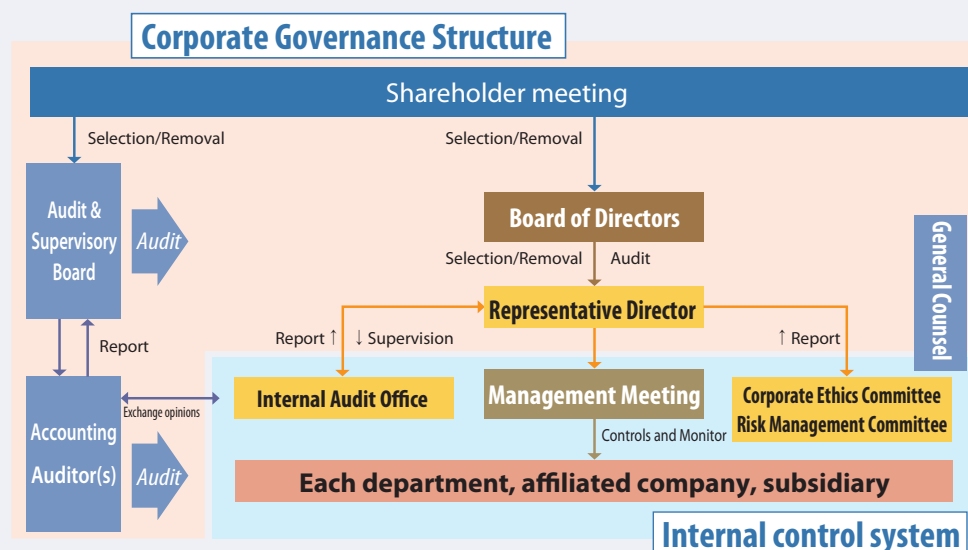 Corporate Governance Structure
Shareholder meeting
Selection/Removal
Selection/Removal
Audit &
Supervisory
Board
Audit
Board of Directors
General Counsel
Selection/Removal
Audit
Representative Director
Report
Report ↑
↓ Supervision
↑ Report
Internal Audit Office
Management Meeting
Corporate Ethics Committee
Risk Management Committee
Exchange opinions
Accounting
Auditor(s)
Audit
Controls and Monitor
Each department, affiliated company, subsidiary
Internal control system